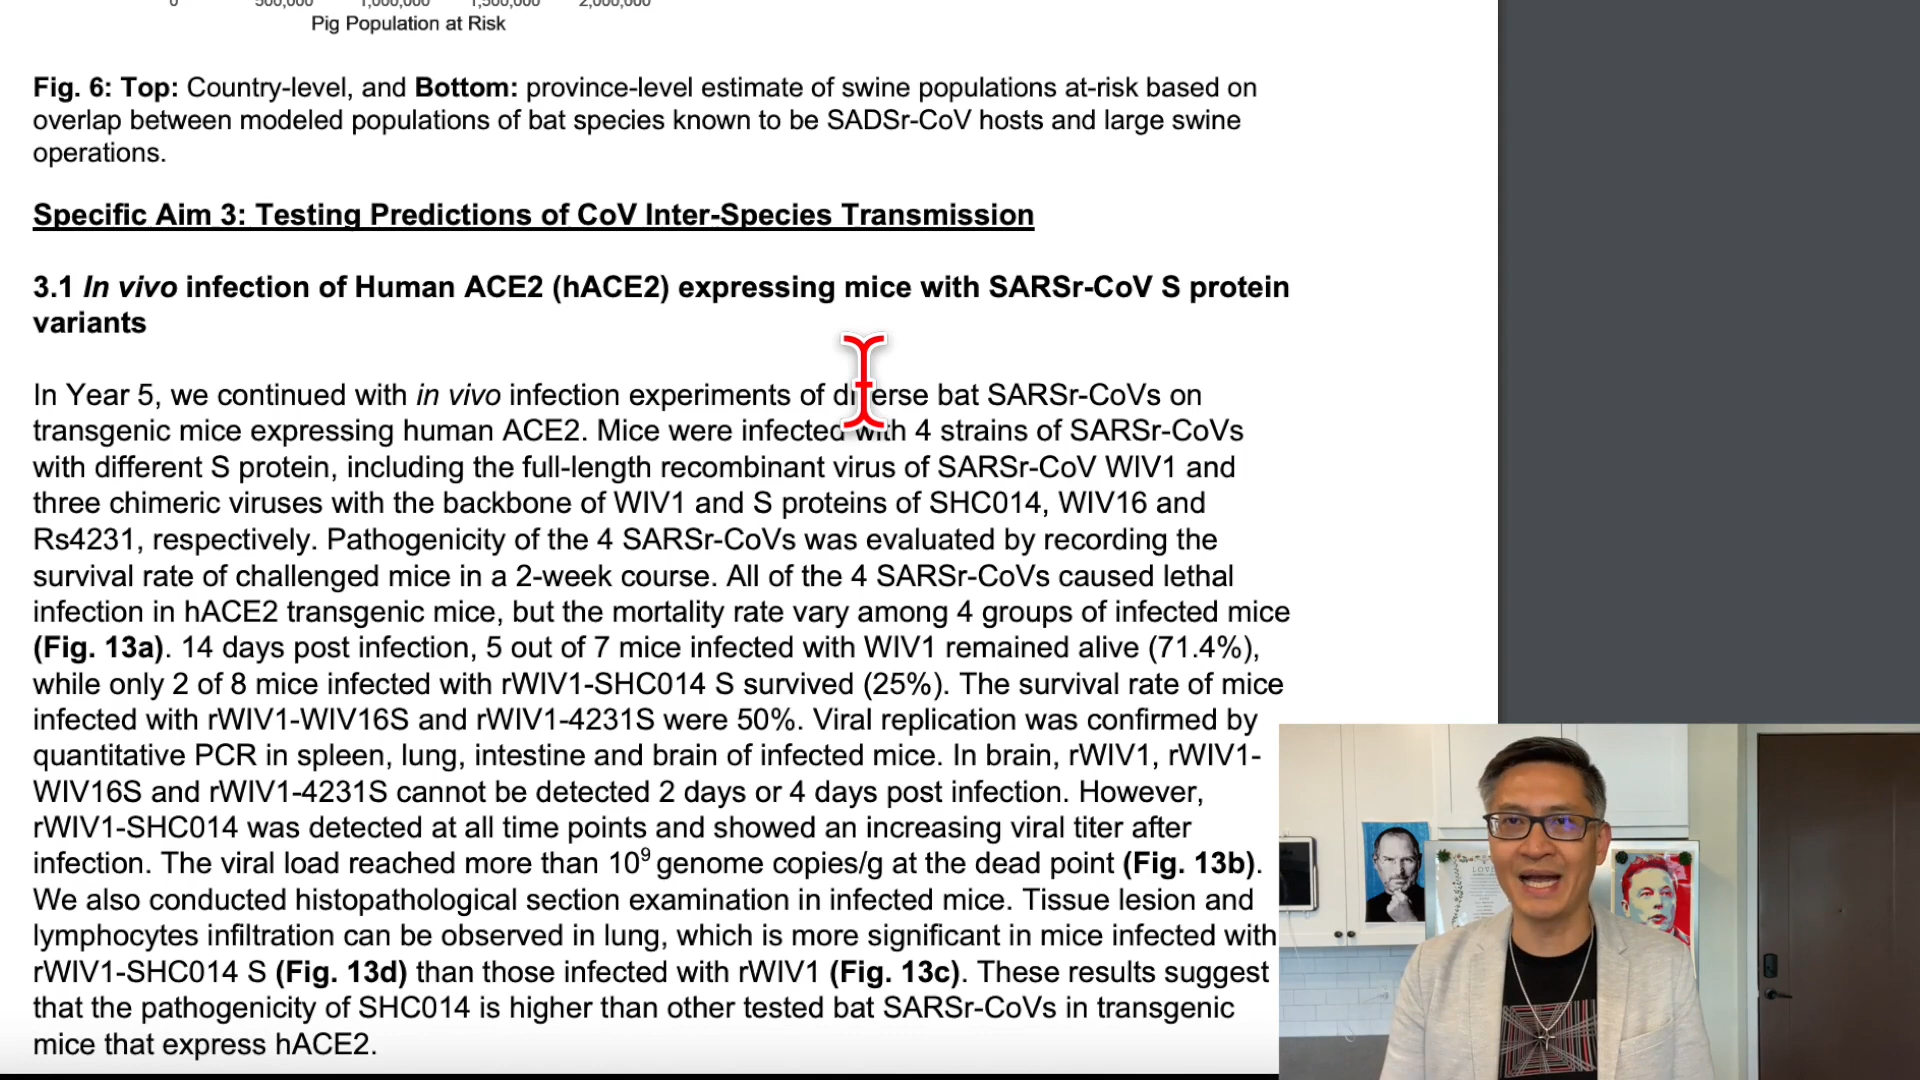 0 500,000 1,000,000 1,500,000 2,000,000
Pig Population at Risk
Fig. 6: Top: Country-level, and Bottom: province-level estimate of swine populations at-risk based on
overlap between modeled populations of bat species known to be SADSr-CoV hosts and large swine
operations.
Specific Aim 3: Testing Predictions of CoV Inter-Species Transmission
3.1 In vivo infection of Human ACE2 (hACE2) expressing mice with SARSr-CoV S protein
variants
In Year 5, we continued with in vivo infection experiments of diverse bat SARSr-CoVs on
transgenic mice expressing human ACE2. Mice were infected with 4 strains of SARSr-CoVs
with different S protein, including the full-length recombinant virus of SARSr-CoV WIV1 and
three chimeric viruses with the backbone of WIV1 and S proteins of SHC014, WIV16 and
Rs4231, respectively. Pathogenicity of the 4 SARSr-CoVs was evaluated by recording the
survival rate of challenged mice in a 2-week course. All of the 4 SARSr-CoVs caused lethal
infection in hACE2 transgenic mice, but the mortality rate vary among 4 groups of infected mice
(Fig. 13a). 14 days post infection, 5 out of 7 mice infected with WIV1 remained alive (71.4%),
while only 2 of 8 mice infected with rWIV1-SHC014 S survived (25%). The survival rate of mice
infected with rWIV1-WIV16S and rWIV1-4231S were 50%. Viral replication was confirmed by
quantitative PCR in spleen, lung, intestine and brain of infected mice. In brain, rWIV1, rWIV1-
WIV16S and rWIV1-4231S cannot be detected 2 days or 4 days post infection. However,
rWIV1-SHC014 was detected at all time points and showed an increasing viral titer after
infection. The viral load reached more than 10⁹ genome copies/g at the dead point (Fig. 13b).
We also conducted histopathological section examination in infected mice. Tissue lesion and
lymphocytes infiltration can be observed in lung, which is more significant in mice infected with
rWIV1-SHC014 S (Fig. 13d) than those infected with rWIV1 (Fig. 13c). These results suggest
that the pathogenicity of SHC014 is higher than other tested bat SARSr-CoVs in transgenic
mice that express hACE2.